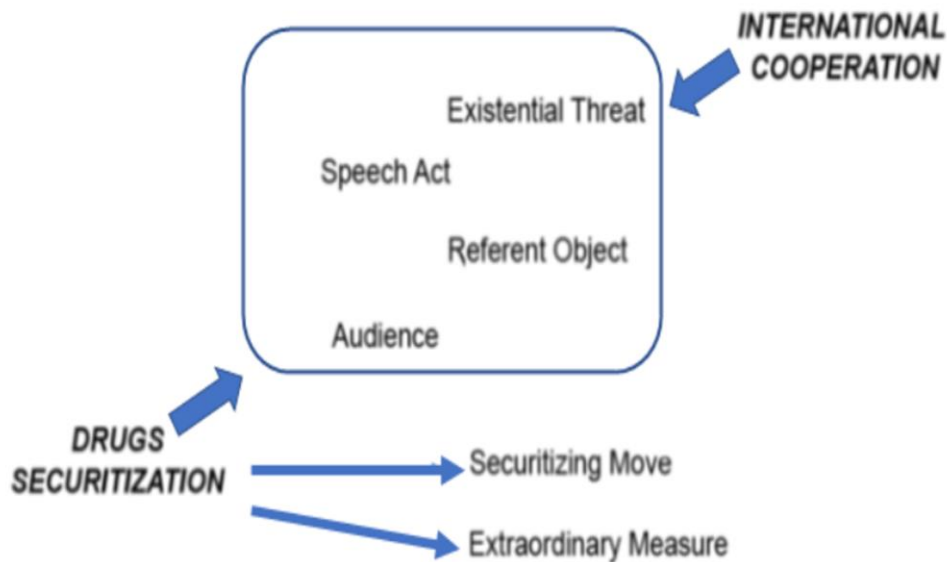 INTERNATIONAL
COOPERATION
Existential Threat
Speech Act
Referent Object
Audience
DRUGS
SECURITIZATION
Securitizing Move
Extraordinary Measure